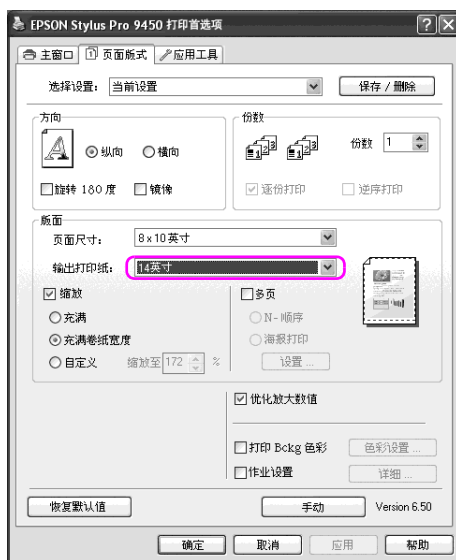 EPSON Stylus Pro 9450 打印首选项
主窗口 页面版式 应用工具
选择设置： 当前设置 保存 / 删除
方向 份数
纵向 横向 份数 1
旋转 180 度 镜像 逐份打印 逆序打印
版面
页面尺寸： 8 x 10 英寸
输出打印纸： 14英寸
缩放 多页
充满 N - 顺序
充满卷纸宽度 海报打印
自定义 缩放至 172 % 设置 ...
优化放大数值
打印 Bckg 色彩 色彩设置 ...
作业设置 详细 ...
恢复默认值 手动 Version 6.50
确定 取消 应用 帮助